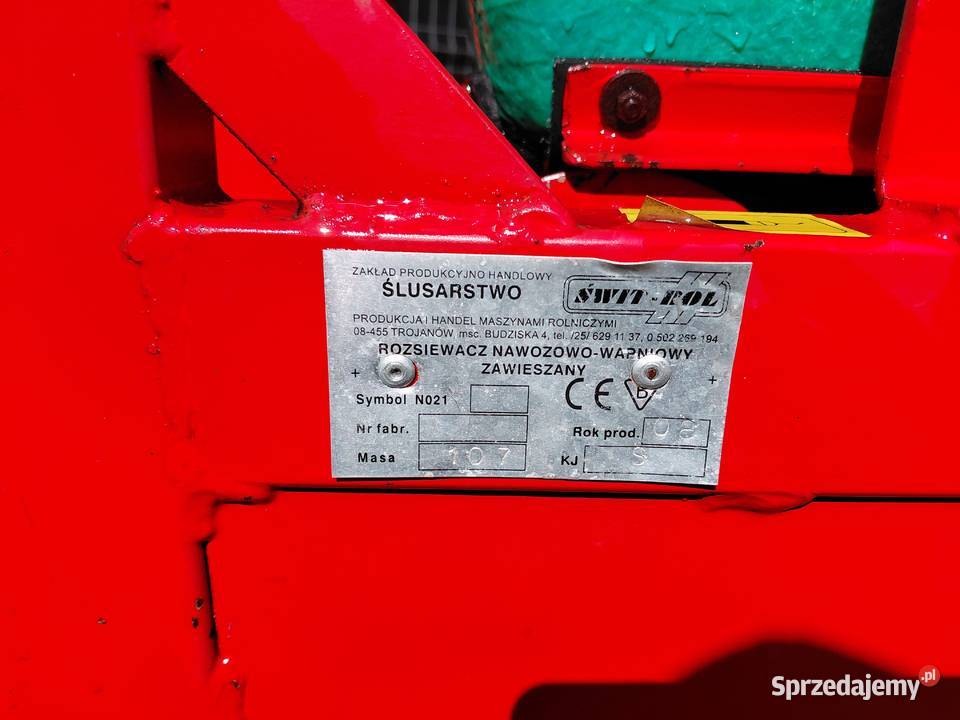 ZAKŁAD PRODUKCYJNO HANDLOWY
ŚLUSARSTWO
ŚWIT-ROL
PRODUKCJA I HANDEL MASZYNAMI ROLNICZYMI
08-455 TROJANÓW, msc. BUDZISKA 4, tel. /25/ 629 11 37, 0 502 269 194
ROZSIEWACZ NAWOZOWO-WAPNIOWY
ZAWIESZANY
Symbol N021
CE B
Nr fabr.
Rok prod. 08
Masa 107
KJ S
Sprzedajemy.pl